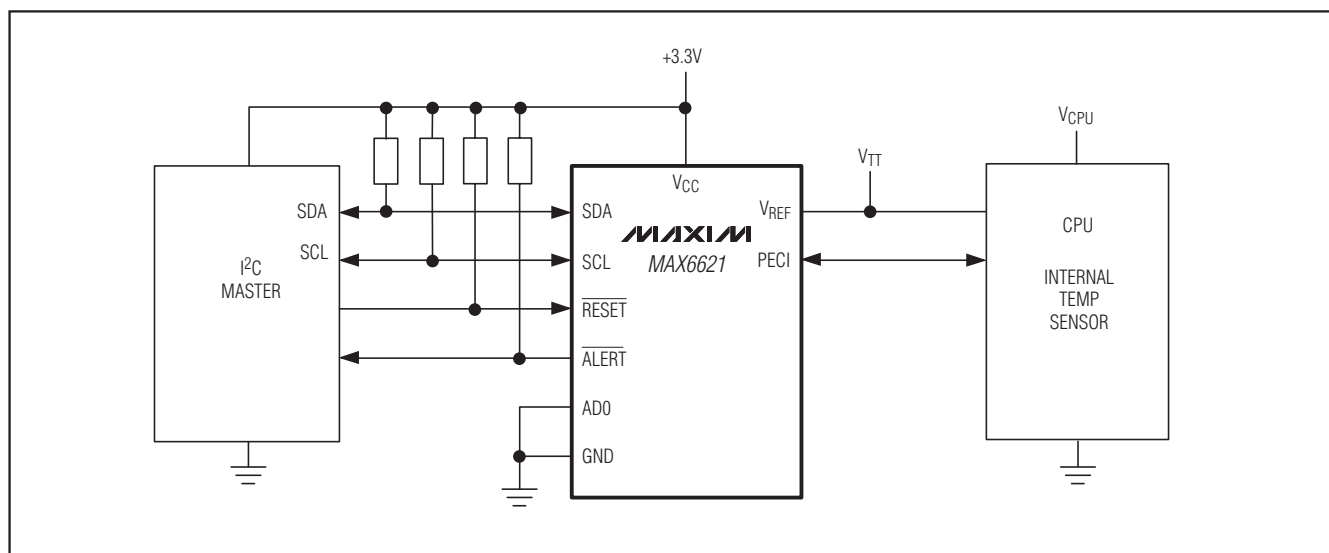 +3.3V
VCPU
VTT
VCC
SDA
SDA
VREF
MAXIM
MAX6621
CPU
SCL
SCL
PECI
I²C
MASTER
INTERNAL
TEMP
SENSOR
RESET
ALERT
AD0
GND